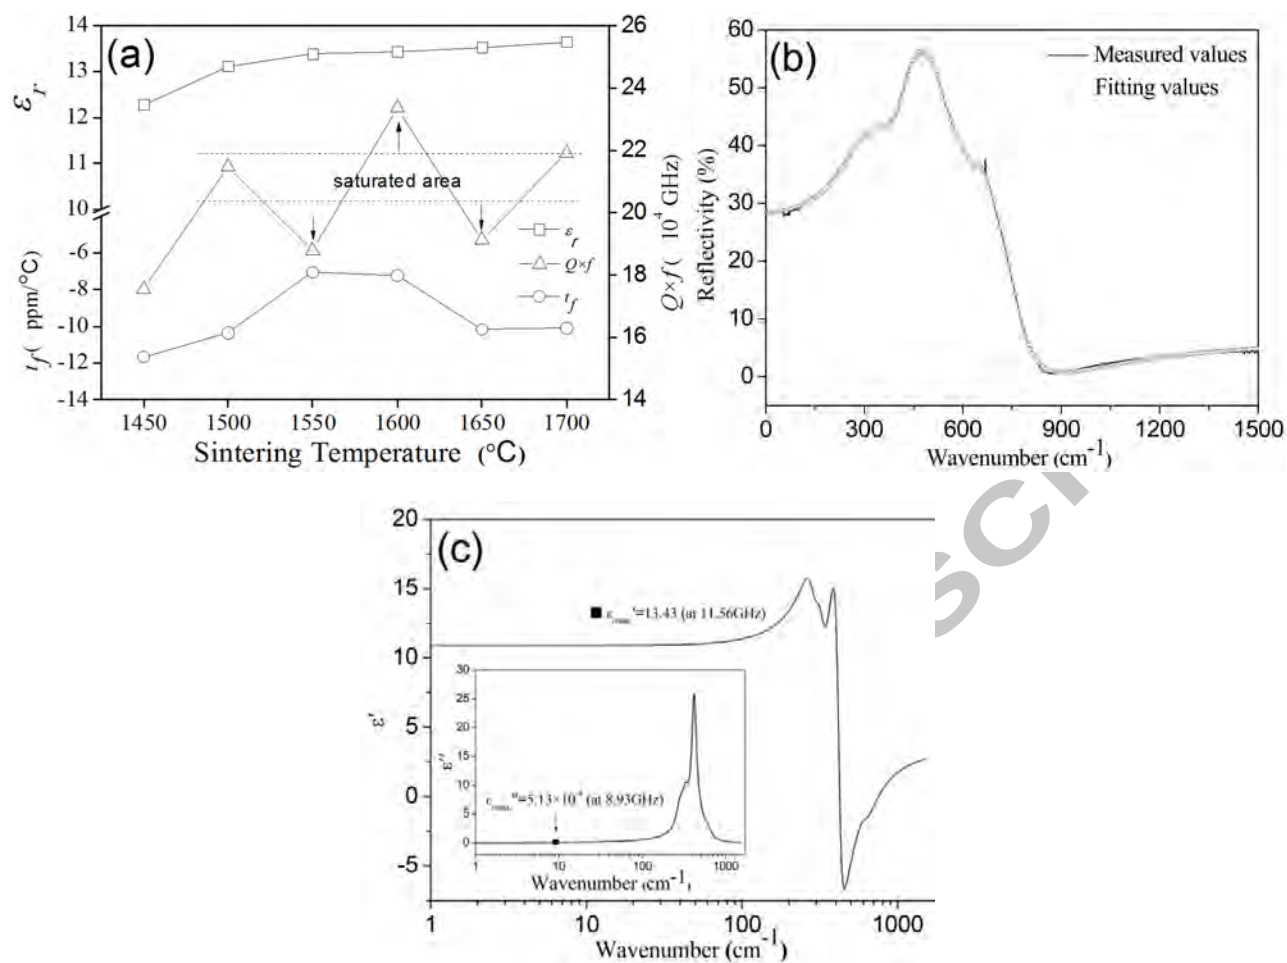 (a)
14
13
12
11
10
-6
-8
-10
-12
-14
εr
τf( ppm/°C)
26
24
22
20
18
16
14
Q×f( 10⁴ GHz)
saturated area
εr
Q×f
τf
1450 1500 1550 1600 1650 1700
Sintering Temperature (°C)
(b)
60
50
40
30
20
10
0
Reflectivity (%)
Measured values
Fitting values
0 300 600 900 1200 1500
Wavenumber (cm⁻¹)
(c)
20
15
10
5
0
-5
ε'
'=13.43 (at 11.56GHz)
30
25
20
15
10
5
0
ε''
''=5.13×10⁻⁴ (at 8.93GHz)
1 10 100 1000
Wavenumber (cm⁻¹)
1 10 100 1000
Wavenumber (cm⁻¹)